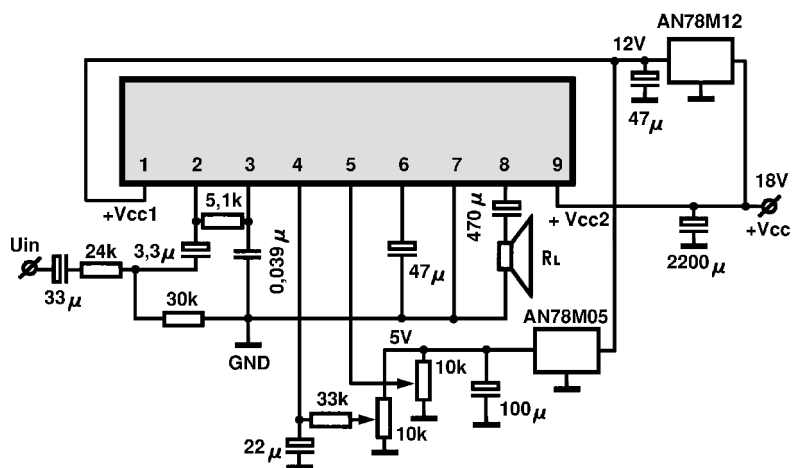 AN78M12
12V
47μ
1 2 3 4 5 6 7 8 9
18V
+Vcc1
5,1k
470μ
+ Vcc2
+Vcc
Uin
24k
3,3μ
0,039μ
47μ
RL
2200μ
33μ
30k
AN78M05
GND
5V
10k
33k
100μ
10k
22μ